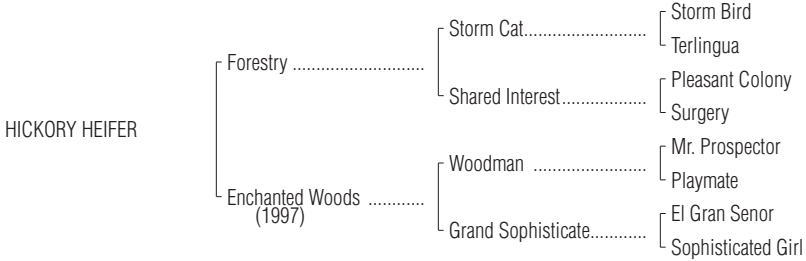 Storm Bird
Storm Cat..........................
Terlingua
Forestry ............................
Pleasant Colony
Shared Interest..................
Surgery
HICKORY HEIFER
Mr. Prospector
Woodman ........................
Playmate
Enchanted Woods ............
(1997)
El Gran Senor
Grand Sophisticate............
Sophisticated Girl